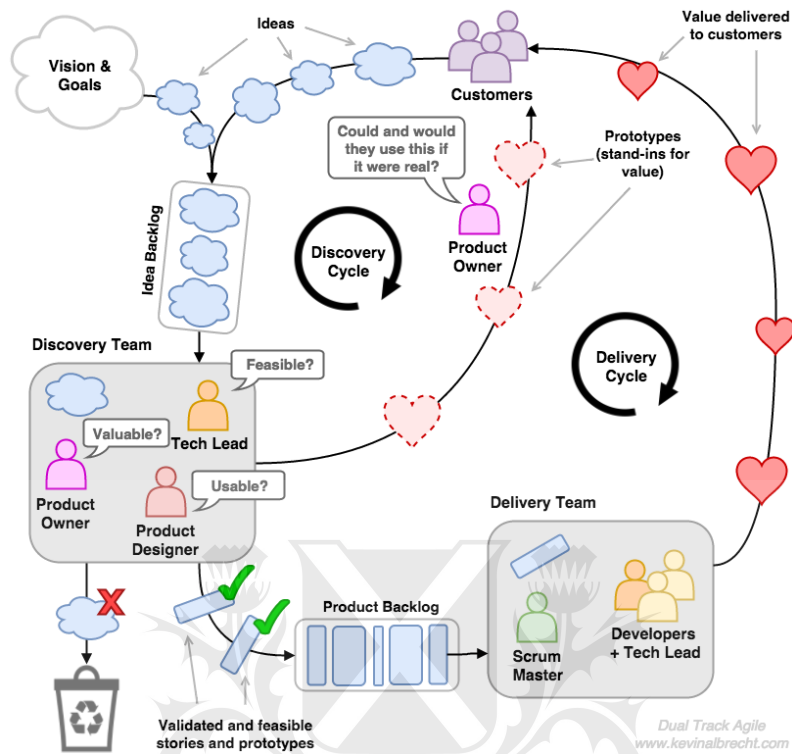 Ideas
Value delivered
to customers
Vision &
Goals
Customers
Could and would
they use this if
it were real?
Prototypes
(stand-ins for
value)
Idea Backlog
Discovery
Cycle
Product
Owner
Discovery Team
Delivery
Cycle
Feasible?
Tech Lead
Valuable?
Usable?
Product
Owner
Product
Designer
Delivery Team
Product Backlog
Scrum
Master
Developers
+ Tech Lead
Validated and feasible
stories and prototypes
Dual Track Agile
www.kevinalbrecht.com